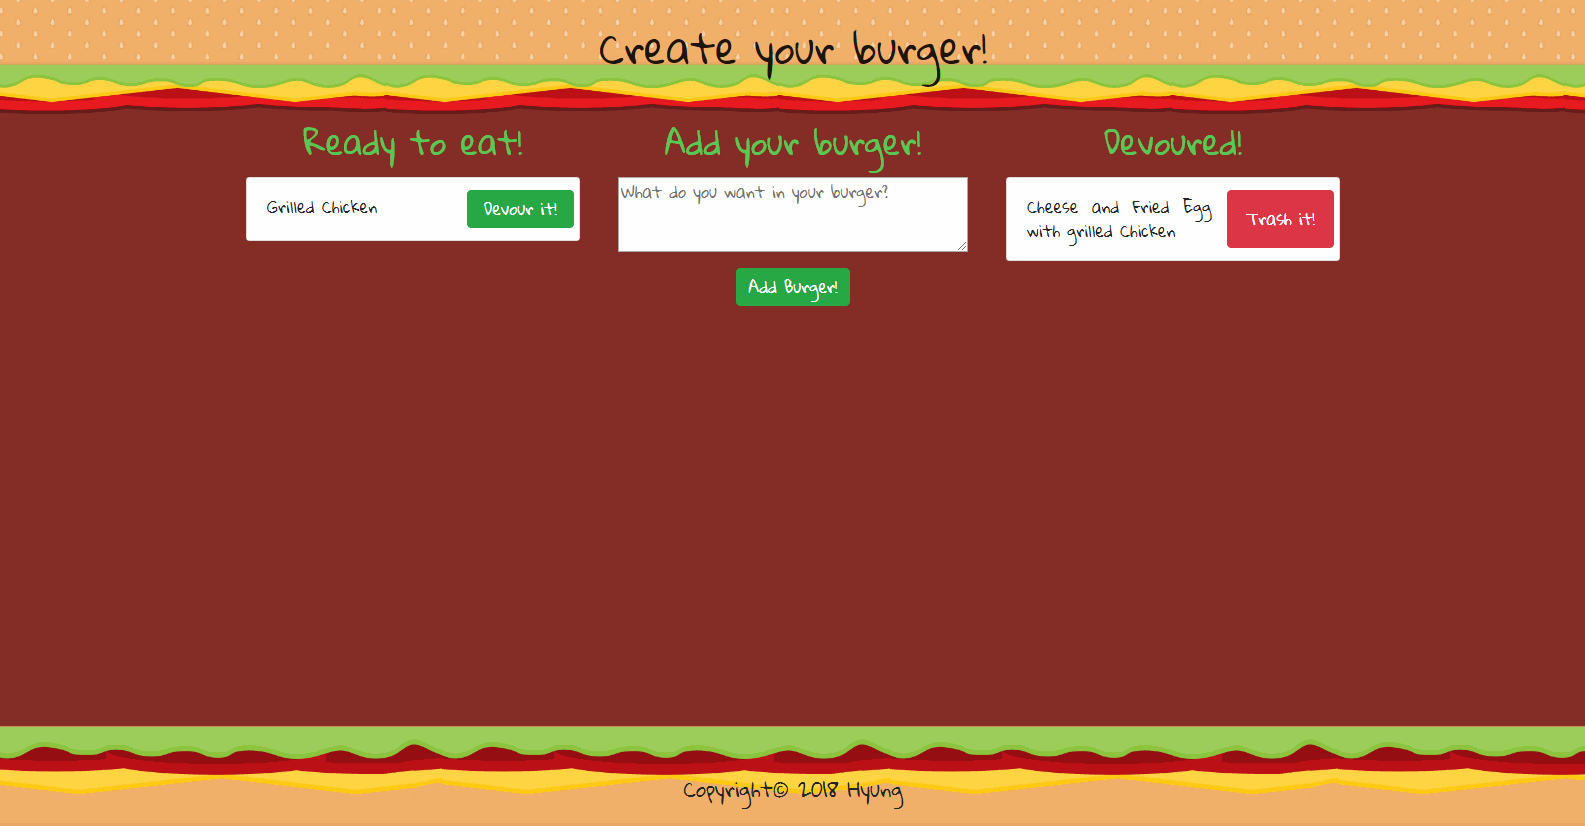 Create your burger!
Ready to eat!
Grilled Chicken
Devour it!
Add your burger!
What do you want in your burger?
Add Burger!
Devoured!
Cheese and Fried Egg
with grilled Chicken
Trash it!
Copyright© 2018 Hyung